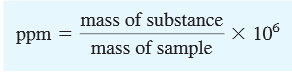 ppm = mass of substance / mass of sample × 10⁶